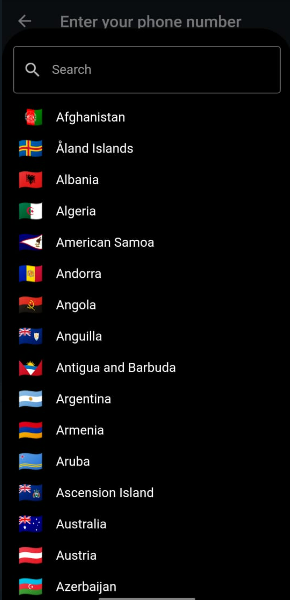 Enter your phone number
Search
Afghanistan
Åland Islands
Albania
Algeria
American Samoa
Andorra
Angola
Anguilla
Antigua and Barbuda
Argentina
Armenia
Aruba
Ascension Island
Australia
Austria
Azerbaijan